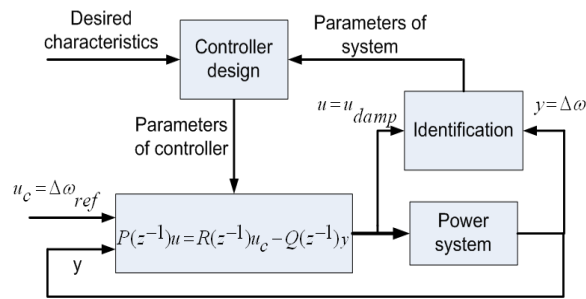 Desired
characteristics
Controller
design
Parameters
of system
Parameters
of controller
u = u_damp
y = Δω
Identification
u_c = Δω_ref
P(z⁻¹)u = R(z⁻¹)u_c − Q(z⁻¹)y
Power
system
y